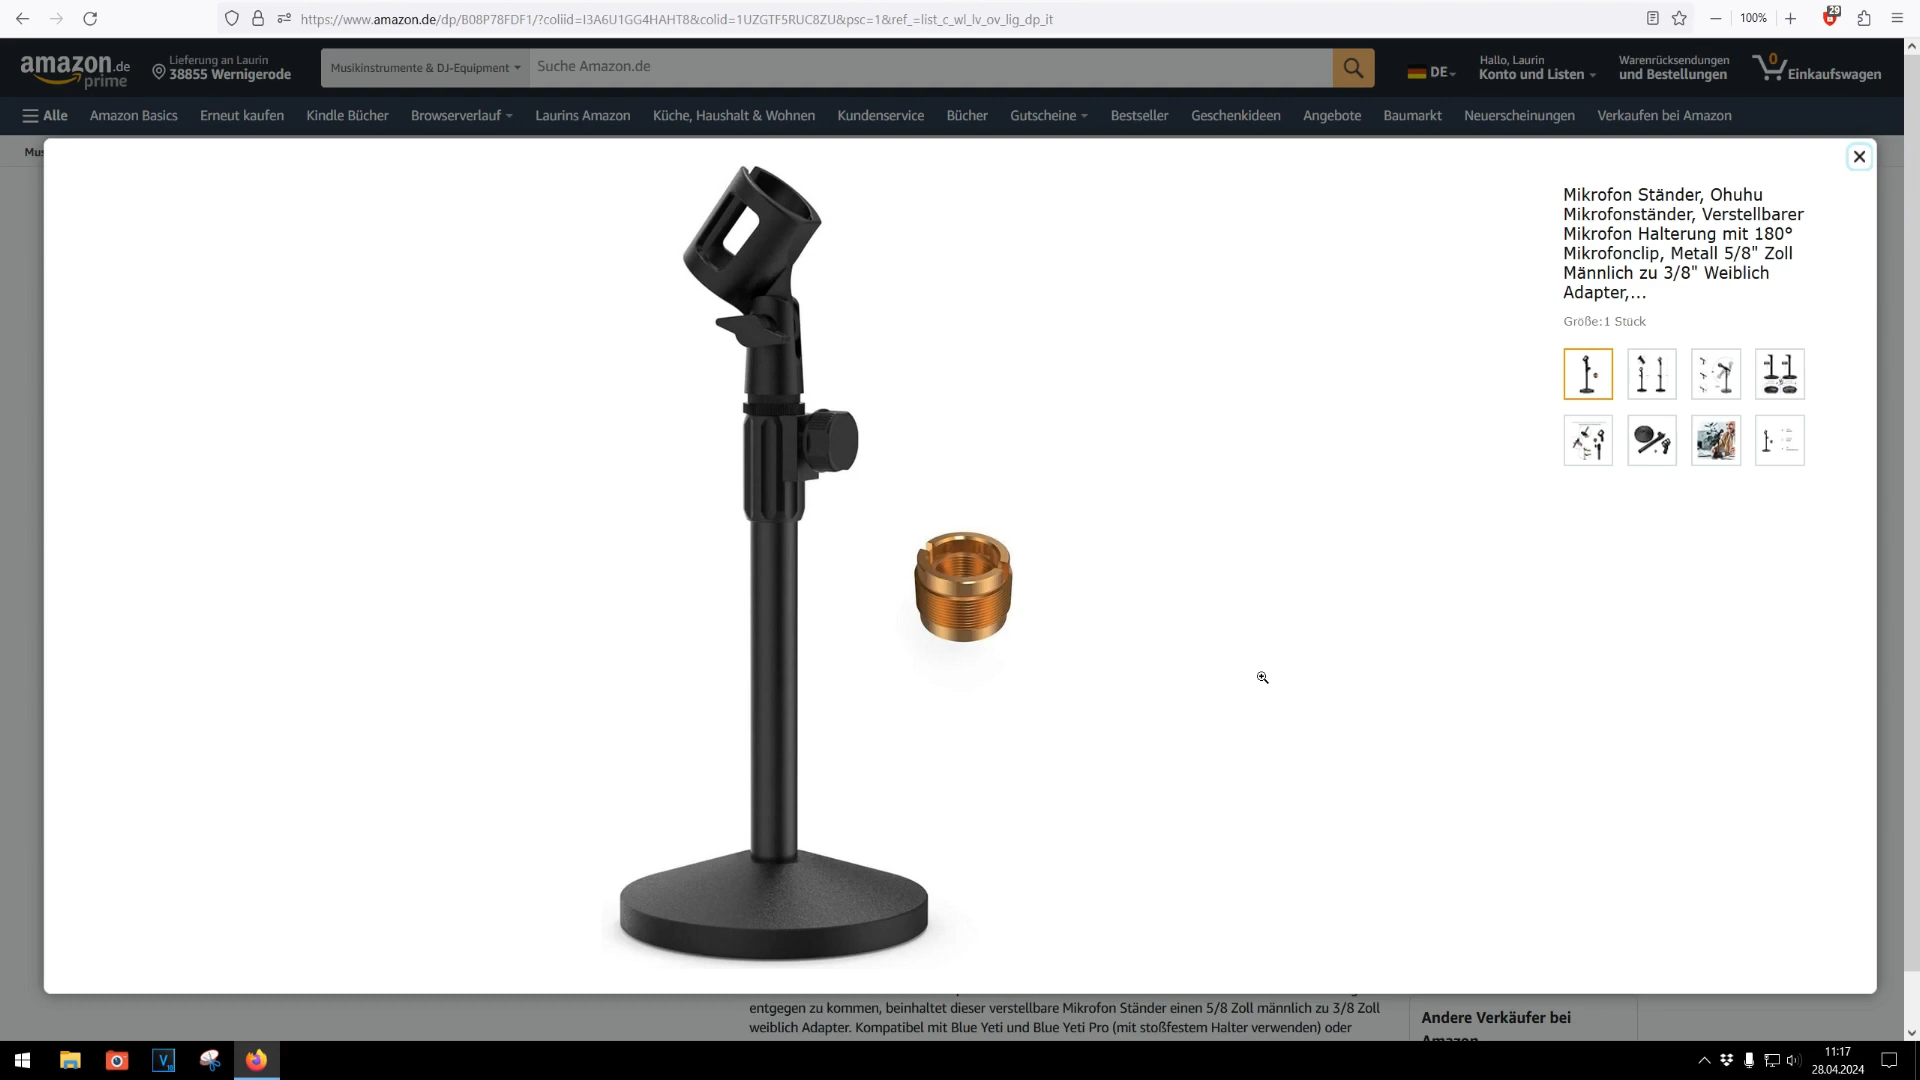 https://www.amazon.de/dp/B08P78FDF1/?coliid=I3A6U1GG4HAHT8&colid=1UZGTF5RUC8ZU&psc=1&ref_=list_c_wl_lv_ov_lig_dp_it
100%
29
amazon.de
prime
Lieferung an Laurin
38855 Wernigerode
Musikinstrumente & DJ-Equipment
Suche Amazon.de
DE
Hallo, Laurin
Konto und Listen
Warenrücksendungen
und Bestellungen
0
Einkaufswagen
Alle
Amazon Basics
Erneut kaufen
Kindle Bücher
Browserverlauf
Laurins Amazon
Küche, Haushalt & Wohnen
Kundenservice
Bücher
Gutscheine
Bestseller
Geschenkideen
Angebote
Baumarkt
Neuerscheinungen
Verkaufen bei Amazon
Mus
Mikrofon Ständer, Ohuhu
Mikrofonständer, Verstellbarer
Mikrofon Halterung mit 180°
Mikrofonclip, Metall 5/8" Zoll
Männlich zu 3/8" Weiblich
Adapter,...
Größe:1 Stück
entgegen zu kommen, beinhaltet dieser verstellbare Mikrofon Ständer einen 5/8 Zoll männlich zu 3/8 Zoll
weiblich Adapter. Kompatibel mit Blue Yeti und Blue Yeti Pro (mit stoßfestem Halter verwenden) oder
Andere Verkäufer bei
Amazon
11:17
28.04.2024